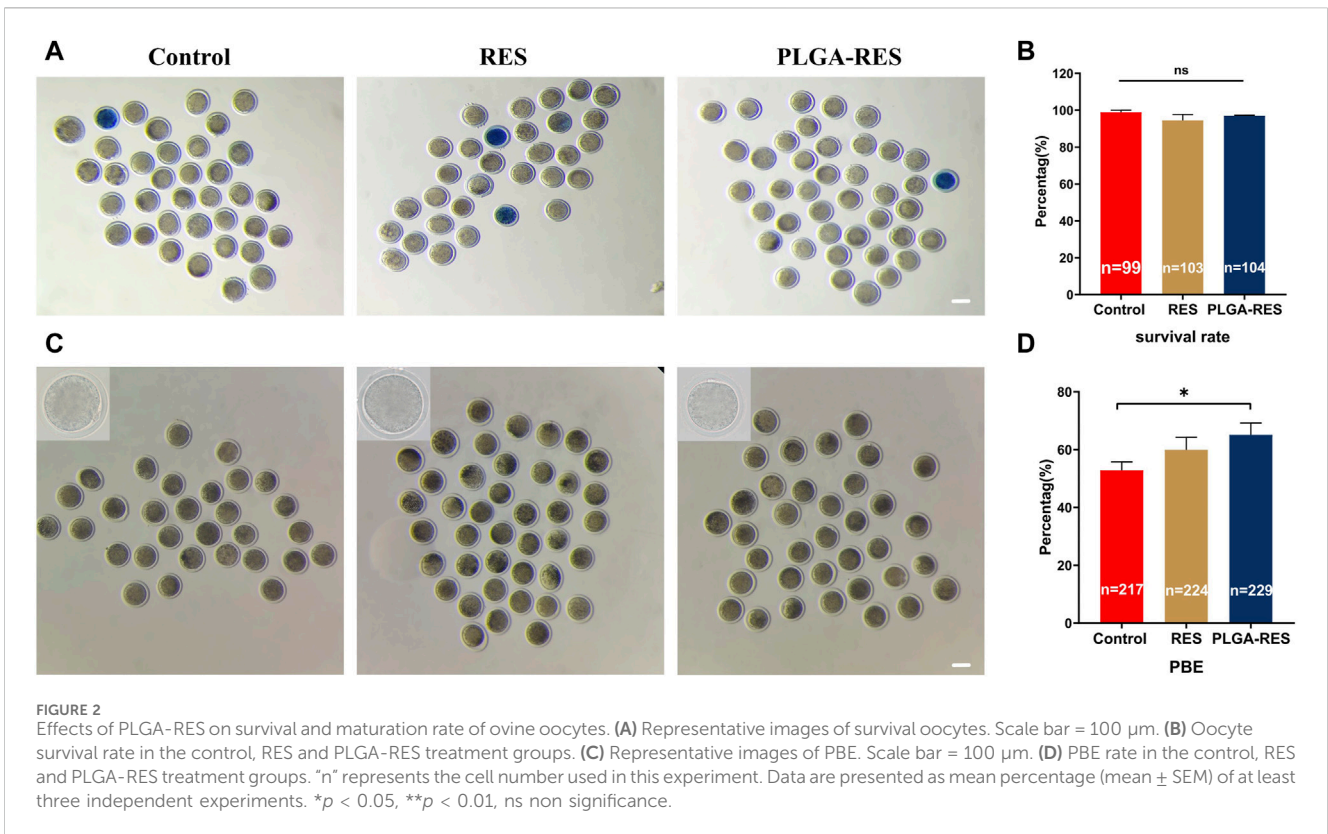 A
Control
RES
PLGA-RES
B
120
100
80
60
40
20
0
Percentag(%)
ns
n=99
n=103
n=104
Control
RES
PLGA-RES
survival rate
C
D
80
60
40
20
0
Percentag(%)
*
n=217
n=224
n=229
Control
RES
PLGA-RES
PBE
FIGURE 2
Effects of PLGA-RES on survival and maturation rate of ovine oocytes. (A) Representative images of survival oocytes. Scale bar = 100 µm. (B) Oocyte
survival rate in the control, RES and PLGA-RES treatment groups. (C) Representative images of PBE. Scale bar = 100 µm. (D) PBE rate in the control, RES
and PLGA-RES treatment groups. "n" represents the cell number used in this experiment. Data are presented as mean percentage (mean ± SEM) of at least
three independent experiments. *p < 0.05, **p < 0.01, ns non significance.